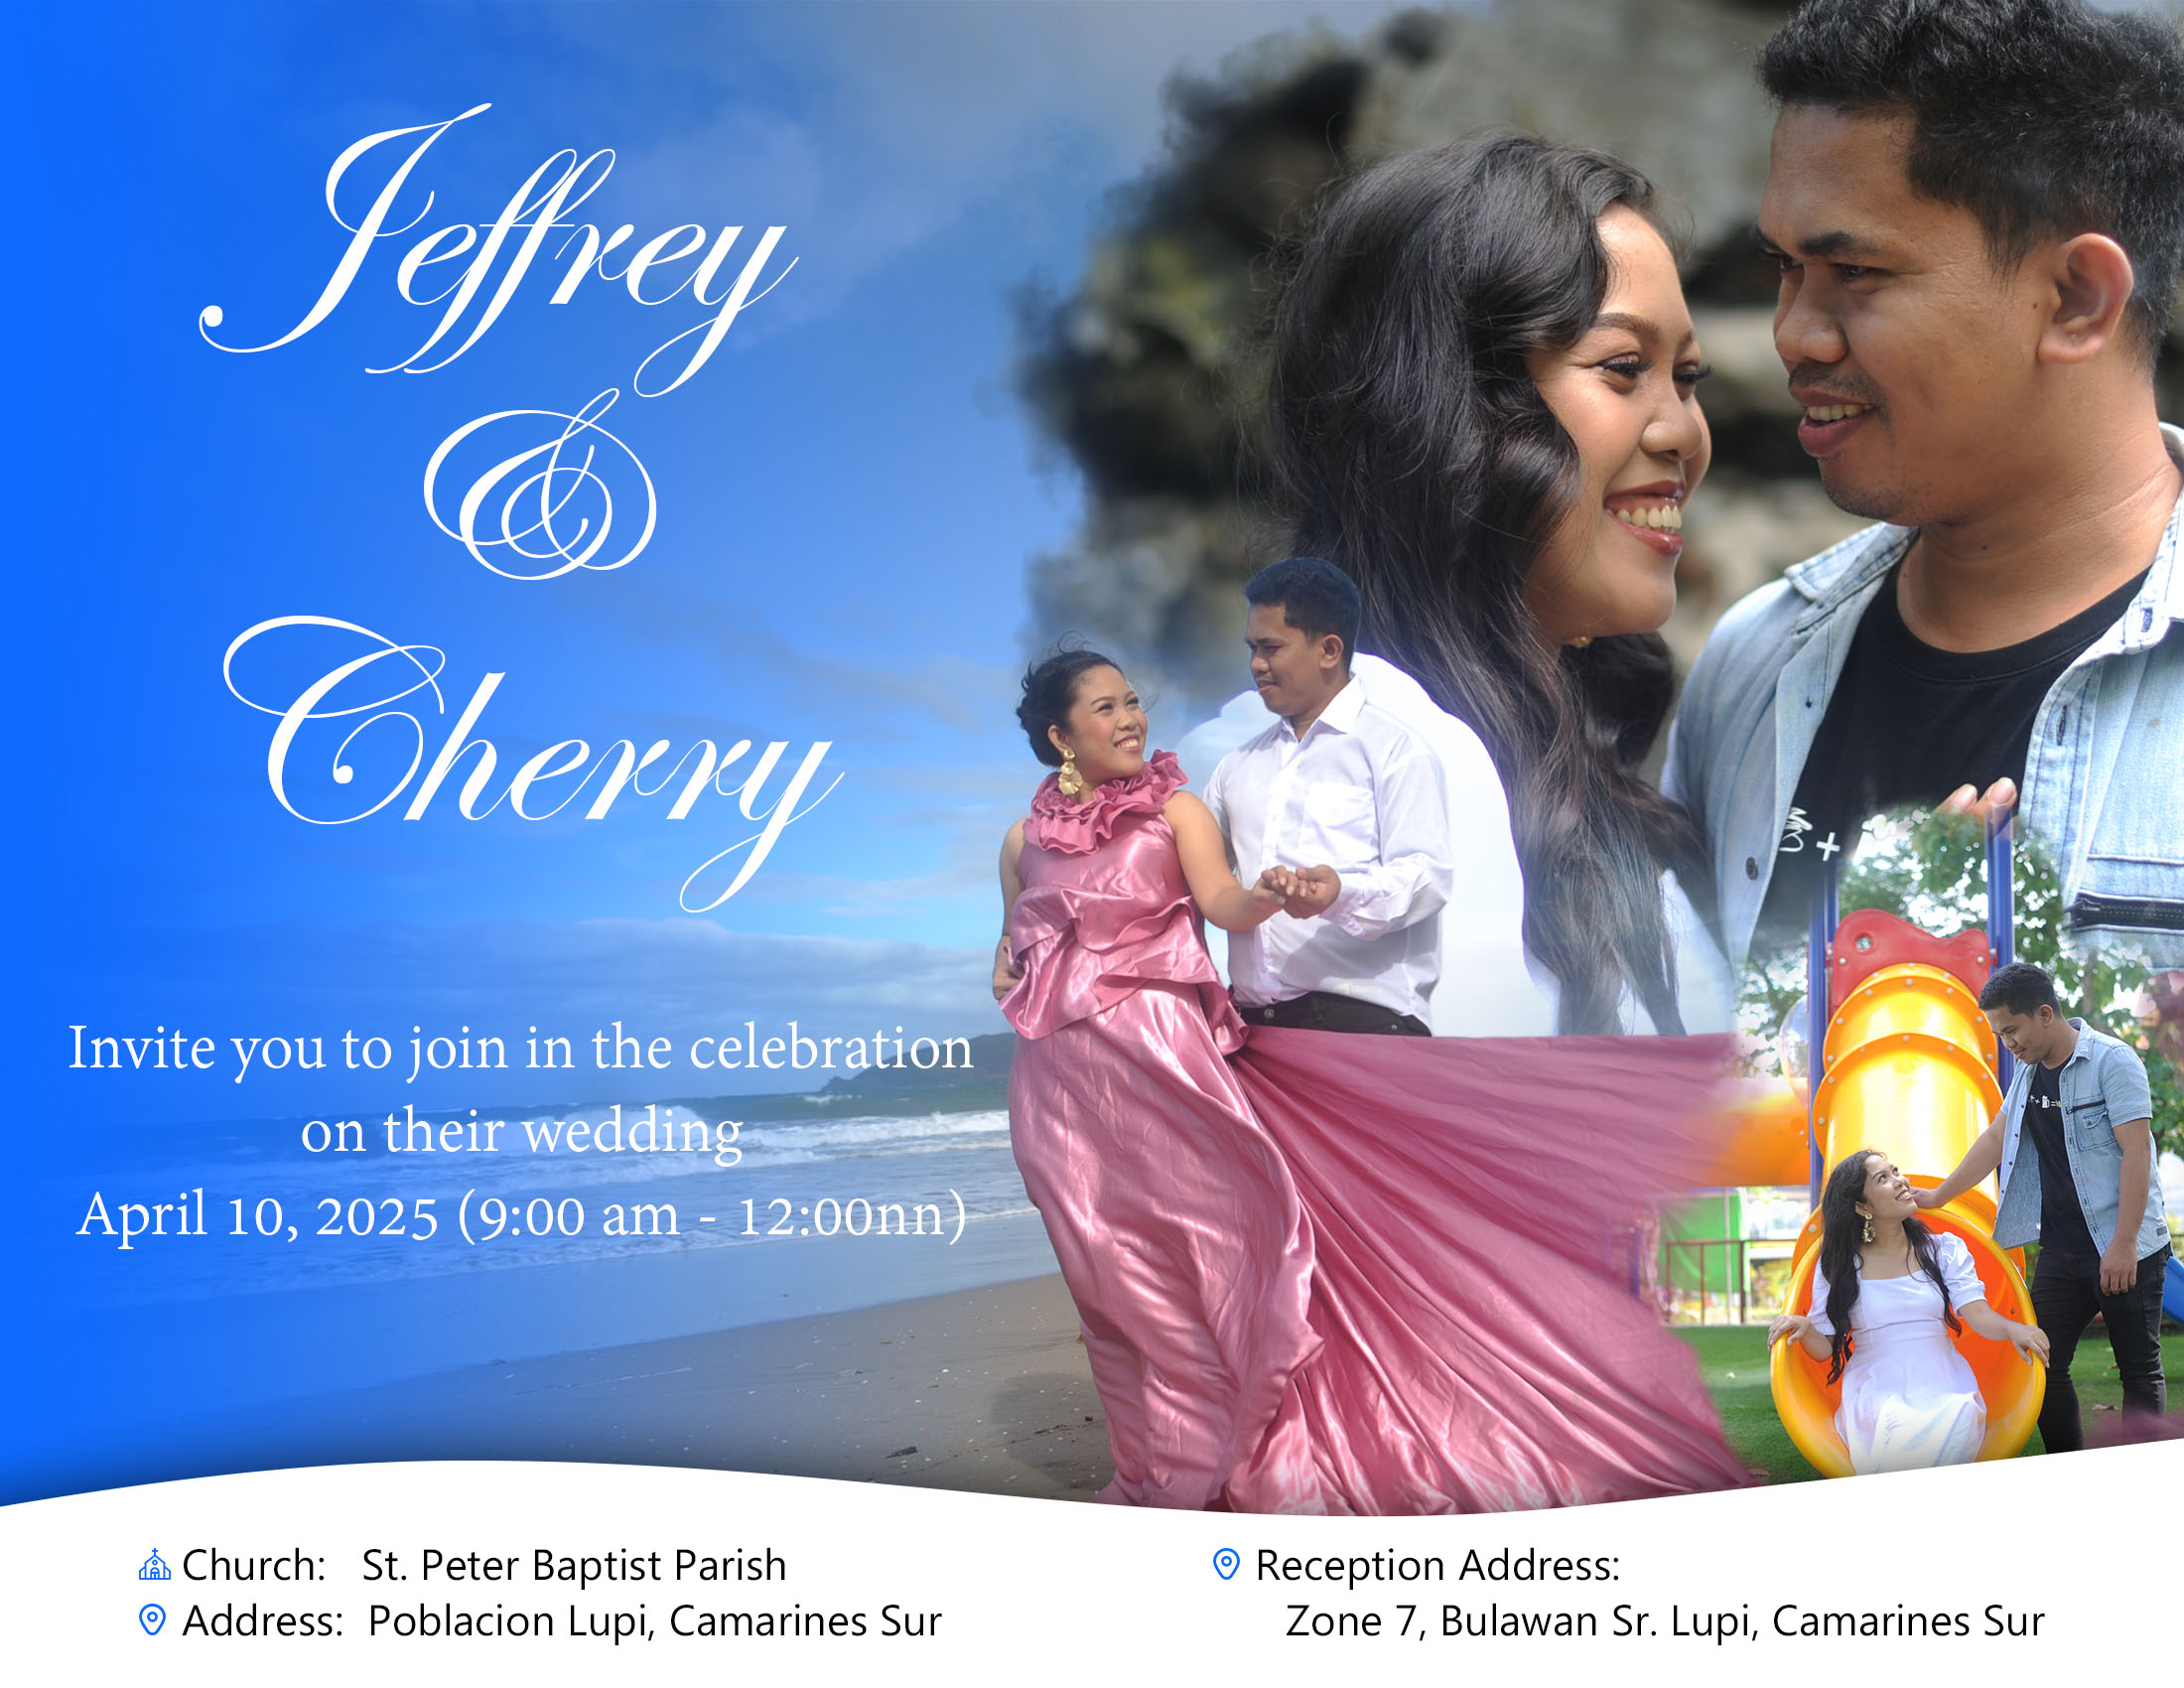 Jeffrey
&
Cherry
Invite you to join in the celebration
on their wedding
April 10, 2025 (9:00 am - 12:00nn)
Church: St. Peter Baptist Parish
Address: Poblacion Lupi, Camarines Sur
Reception Address:
Zone 7, Bulawan Sr. Lupi, Camarines Sur